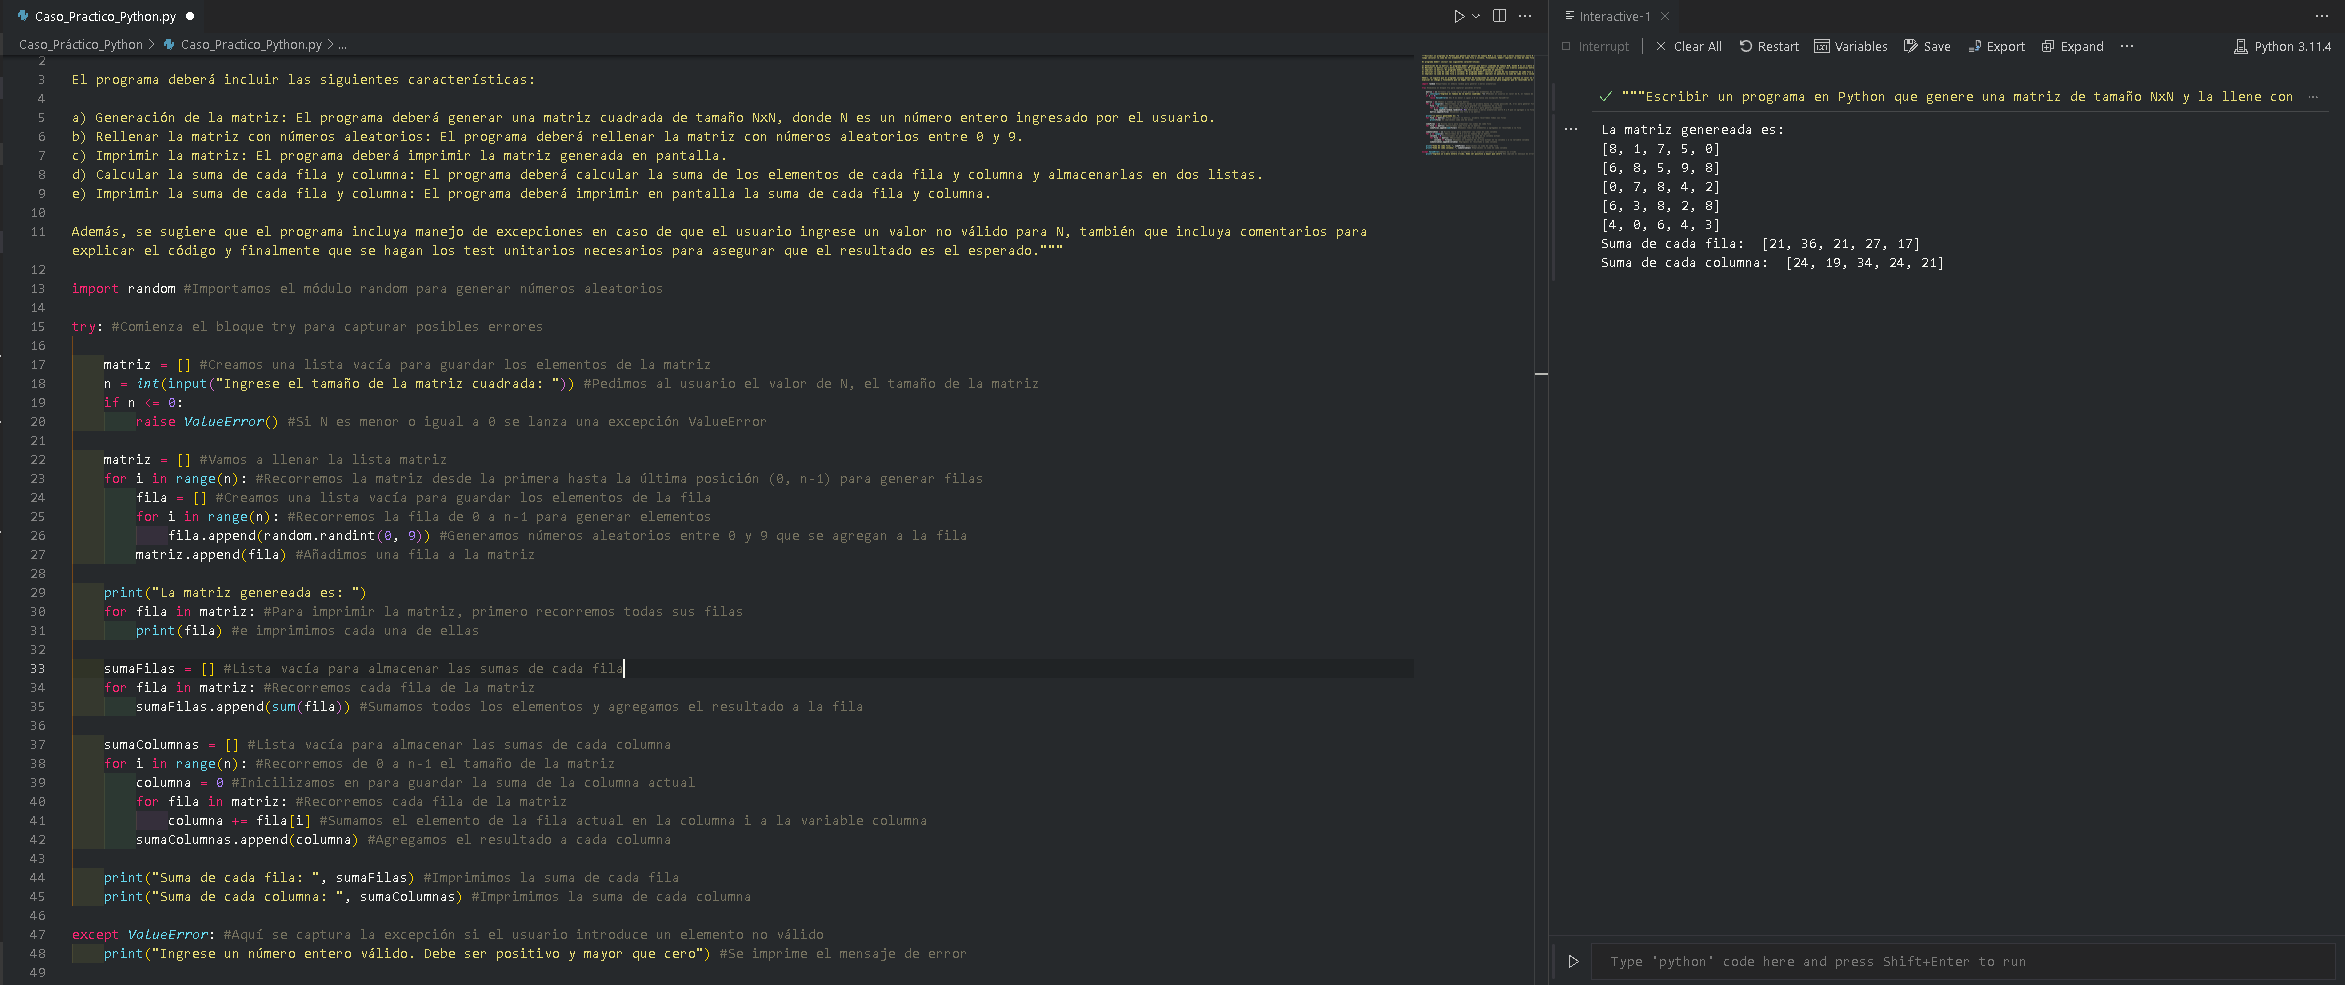 Caso_Practico_Python.py
Caso_Práctico_Python > Caso_Practico_Python.py > ...
2
3 El programa deberá incluir las siguientes características:
4
5 a) Generación de la matriz: El programa deberá generar una matriz cuadrada de tamaño NxN, donde N es un número entero ingresado por el usuario.
6 b) Rellenar la matriz con números aleatorios: El programa deberá rellenar la matriz con números aleatorios entre 0 y 9.
7 c) Imprimir la matriz: El programa deberá imprimir la matriz generada en pantalla.
8 d) Calcular la suma de cada fila y columna: El programa deberá calcular la suma de los elementos de cada fila y columna y almacenarlas en dos listas.
9 e) Imprimir la suma de cada fila y columna: El programa deberá imprimir en pantalla la suma de cada fila y columna.
10
11 Además, se sugiere que el programa incluya manejo de excepciones en caso de que el usuario ingrese un valor no válido para N, también que incluya comentarios para
explicar el código y finalmente que se hagan los test unitarios necesarios para asegurar que el resultado es el esperado."""
12
13 import random #Importamos el módulo random para generar números aleatorios
14
15 try: #Comienza el bloque try para capturar posibles errores
16
17 matriz = [] #Creamos una lista vacía para guardar los elementos de la matriz
18 n = int(input("Ingrese el tamaño de la matriz cuadrada: ")) #Pedimos al usuario el valor de N, el tamaño de la matriz
19 if n <= 0:
20 raise ValueError() #Si N es menor o igual a 0 se lanza una excepción ValueError
21
22 matriz = [] #Vamos a llenar la lista matriz
23 for i in range(n): #Recorremos la matriz desde la primera hasta la última posición (0, n-1) para generar filas
24 fila = [] #Creamos una lista vacía para guardar los elementos de la fila
25 for i in range(n): #Recorremos la fila de 0 a n-1 para generar elementos
26 fila.append(random.randint(0, 9)) #Generamos números aleatorios entre 0 y 9 que se agregan a la fila
27 matriz.append(fila) #Añadimos una fila a la matriz
28
29 print("La matriz genereada es: ")
30 for fila in matriz: #Para imprimir la matriz, primero recorremos todas sus filas
31 print(fila) #e imprimimos cada una de ellas
32
33 sumaFilas = [] #Lista vacía para almacenar las sumas de cada fila
34 for fila in matriz: #Recorremos cada fila de la matriz
35 sumaFilas.append(sum(fila)) #Sumamos todos los elementos y agregamos el resultado a la fila
36
37 sumaColumnas = [] #Lista vacía para almacenar las sumas de cada columna
38 for i in range(n): #Recorremos de 0 a n-1 el tamaño de la matriz
39 columna = 0 #Inicilizamos en para guardar la suma de la columna actual
40 for fila in matriz: #Recorremos cada fila de la matriz
41 columna += fila[i] #Sumamos el elemento de la fila actual en la columna i a la variable columna
42 sumaColumnas.append(columna) #Agregamos el resultado a cada columna
43
44 print("Suma de cada fila: ", sumaFilas) #Imprimimos la suma de cada fila
45 print("Suma de cada columna: ", sumaColumnas) #Imprimimos la suma de cada columna
46
47 except ValueError: #Aquí se captura la excepción si el usuario introduce un elemento no válido
48 print("Ingrese un número entero válido. Debe ser positivo y mayor que cero") #Se imprime el mensaje de error
49
Interactive-1
Interrupt | Clear All Restart Variables Save Export Expand ... Python 3.11.4
"""Escribir un programa en Python que genere una matriz de tamaño NxN y la llene con ...
La matriz genereada es:
[8, 1, 7, 5, 0]
[6, 8, 5, 9, 8]
[0, 7, 8, 4, 2]
[6, 3, 8, 2, 8]
[4, 0, 6, 4, 3]
Suma de cada fila: [21, 36, 21, 27, 17]
Suma de cada columna: [24, 19, 34, 24, 21]
Type 'python' code here and press Shift+Enter to run